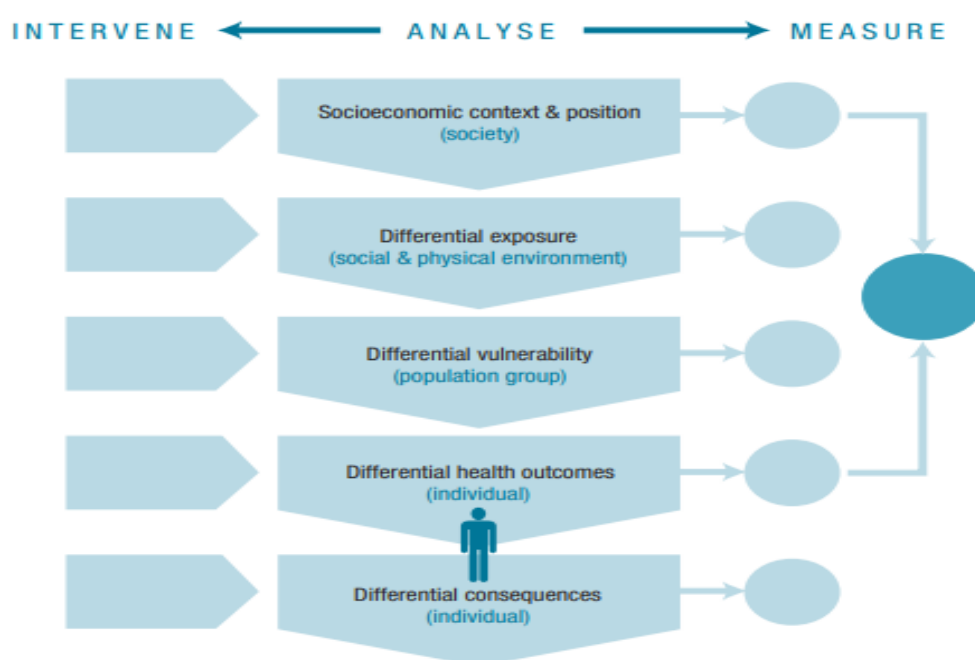 INTERVENE ANALYSE MEASURE
Socioeconomic context & position
(society)
Differential exposure
(social & physical environment)
Differential vulnerability
(population group)
Differential health outcomes
(individual)
Differential consequences
(individual)